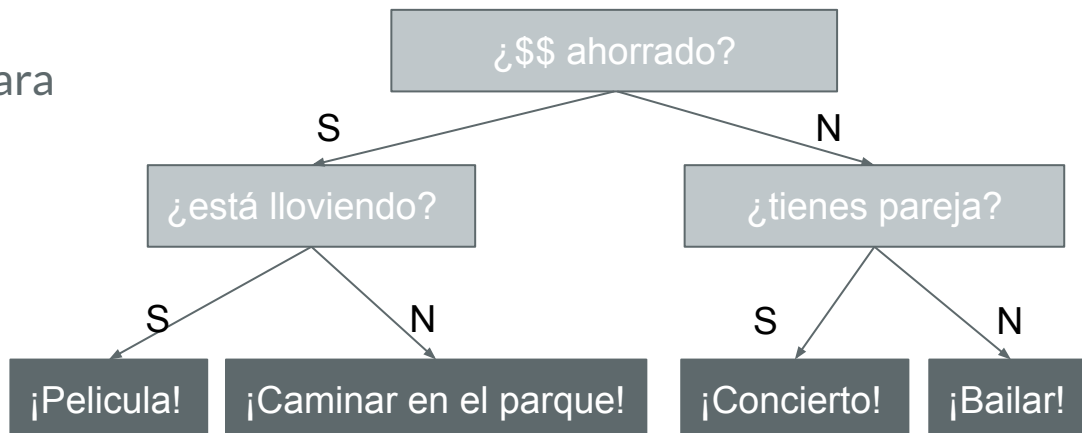 ¿$$ ahorrado?
ara
S
N
¿está lloviendo?
¿tienes pareja?
S
N
S
N
¡Pelicula!
¡Caminar en el parque!
¡Concierto!
¡Bailar!